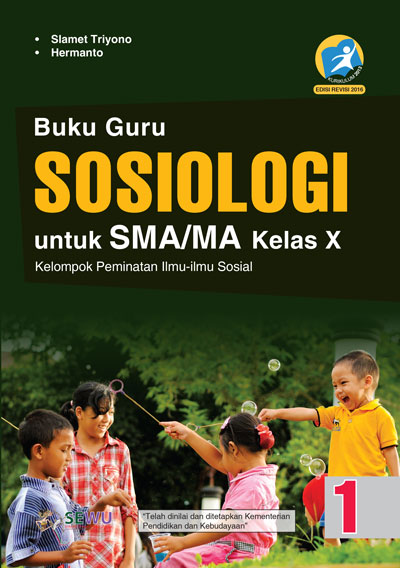 • Slamet Triyono
• Hermanto
KURIKULUM 2013
EDISI REVISI 2016
Buku Guru
SOSIOLOGI
untuk SMA/MA Kelas X
Kelompok Peminatan Ilmu-ilmu Sosial
SEWU
"Telah dinilai dan ditetapkan Kementerian
Pendidikan dan Kebudayaan"
1